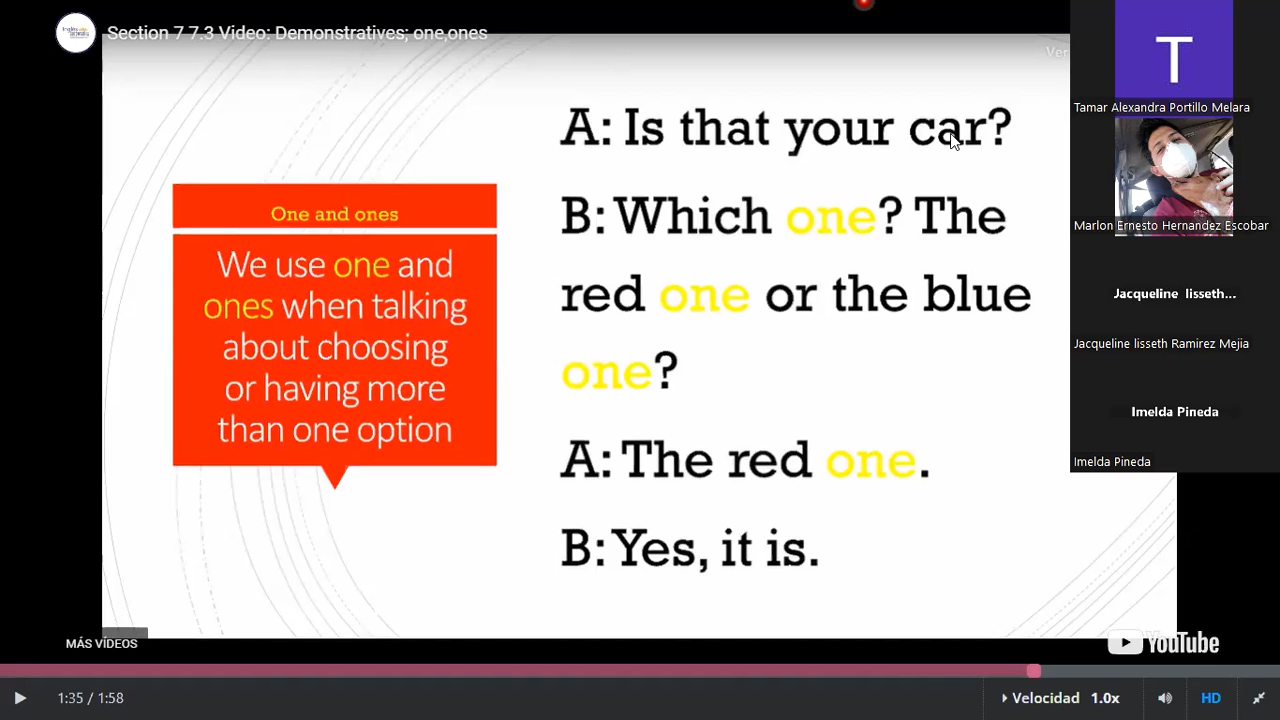 Section 7 7.3 Video: Demonstratives; one,ones
Ver
One and ones
We use one and
ones when talking
about choosing
or having more
than one option
A: Is that your car?
B: Which one? The
red one or the blue
one?
A: The red one.
B: Yes, it is.
T
Tamar Alexandra Portillo Melara
Marlon Ernesto Hernandez Escobar
Jacqueline lisseth...
Jacqueline lisseth Ramirez Mejia
Imelda Pineda
Imelda Pineda
MÁS VÍDEOS
YouTube
1:35 / 1:58
Velocidad 1.0x
HD